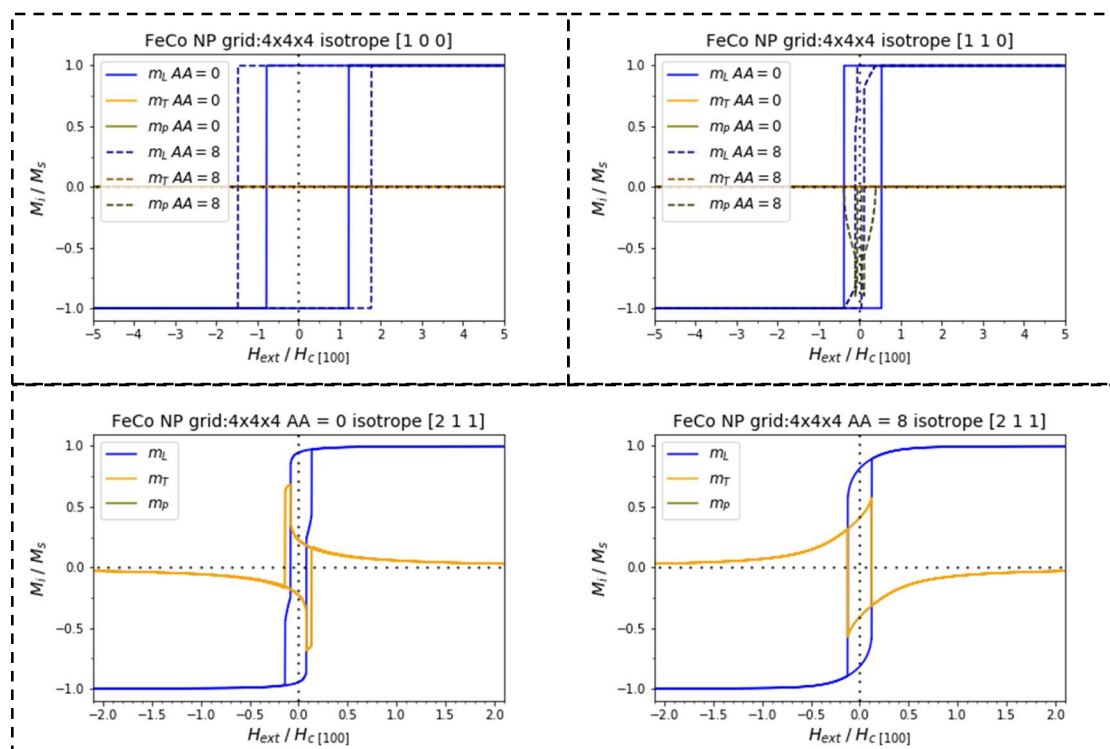 FeCo NP grid:4x4x4 isotrope [1 0 0]
1.0
0.5
0.0
−0.5
−1.0
M_i / M_s
m_L AA = 0
m_T AA = 0
m_P AA = 0
m_L AA = 8
m_T AA = 8
m_P AA = 8
−5 −4 −3 −2 −1 0 1 2 3 4 5
H_ext / H_c [100]
FeCo NP grid:4x4x4 isotrope [1 1 0]
1.0
0.5
0.0
−0.5
−1.0
M_i / M_s
m_L AA = 0
m_T AA = 0
m_P AA = 0
m_L AA = 8
m_T AA = 8
m_P AA = 8
−5 −4 −3 −2 −1 0 1 2 3 4 5
H_ext / H_c [100]
FeCo NP grid:4x4x4 AA = 0 isotrope [2 1 1]
1.0
0.5
0.0
−0.5
−1.0
M_i / M_s
m_L
m_T
m_P
−2.0 −1.5 −1.0 −0.5 0.0 0.5 1.0 1.5 2.0
H_ext / H_c [100]
FeCo NP grid:4x4x4 AA = 8 isotrope [2 1 1]
1.0
0.5
0.0
−0.5
−1.0
M_i / M_s
m_L
m_T
m_P
−2.0 −1.5 −1.0 −0.5 0.0 0.5 1.0 1.5 2.0
H_ext / H_c [100]